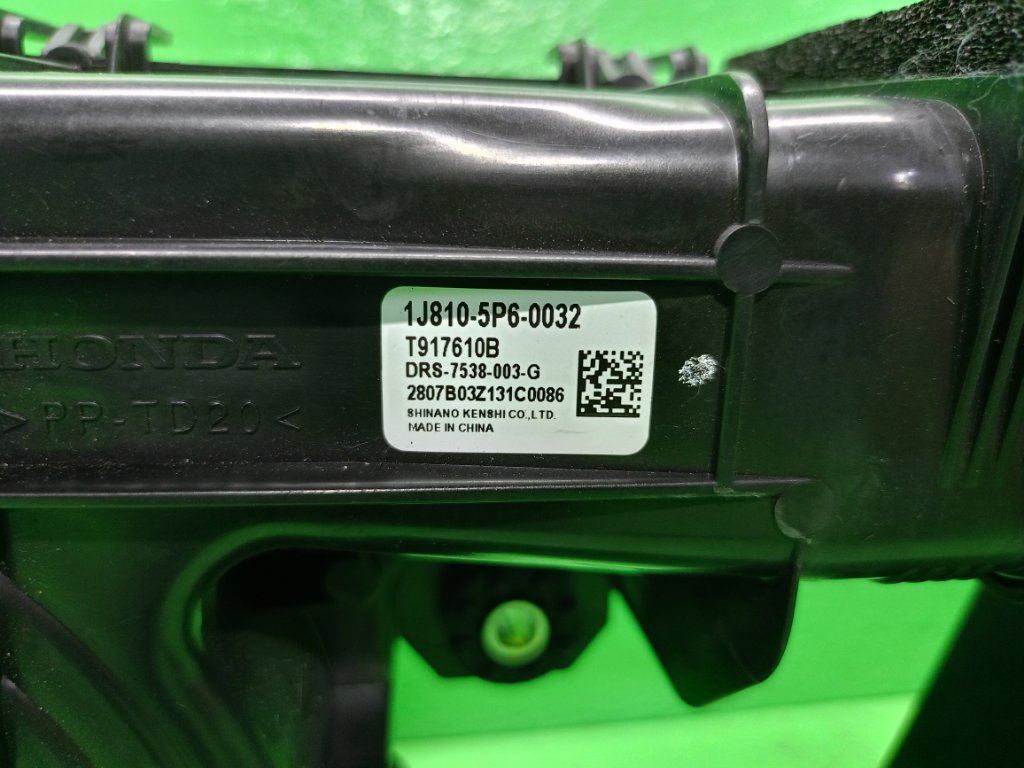 1J810-5P6-0032
T917610B
DRS-7538-003-G
2807B03Z131C0086
SHINANO KENSHI CO.,LTD.
MADE IN CHINA
HONDA
>PP-TD20<